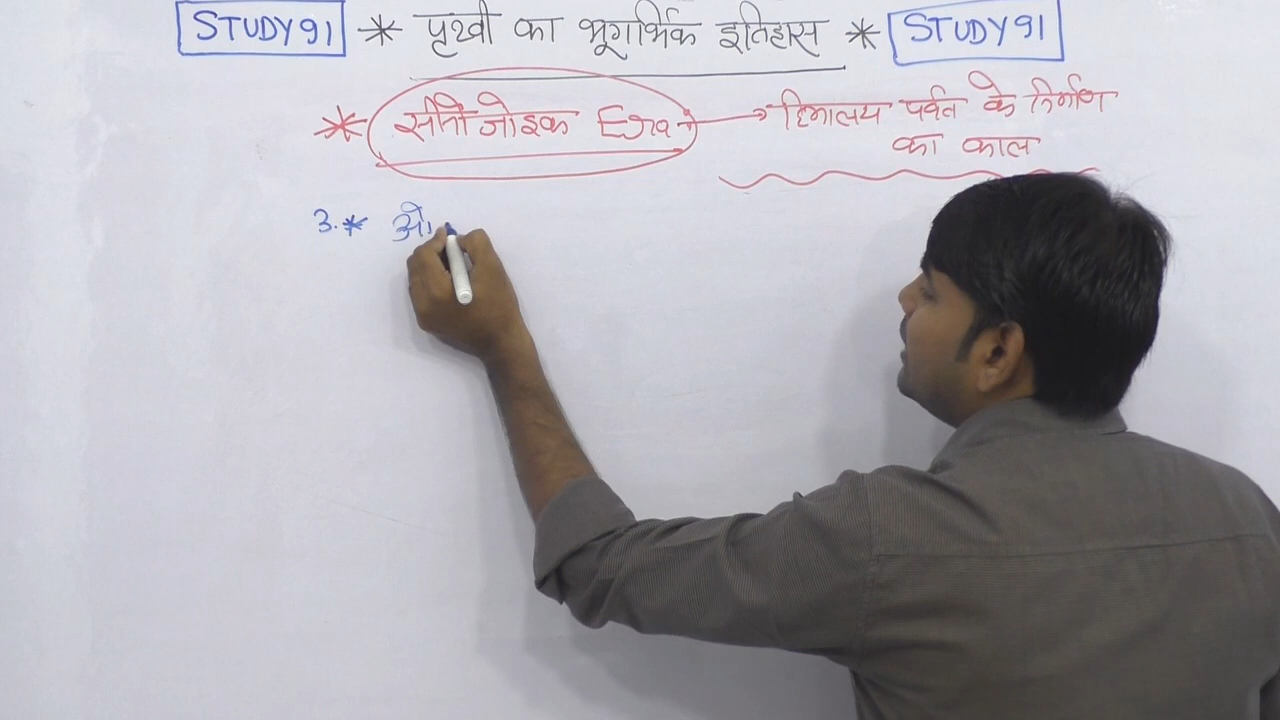 STUDY91 * पृथ्वी का भूगर्भिक इतिहास * STUDY91
* सीनोजोइक Era → हिमालय पर्वत के निर्माण
का काल
3.* ओ